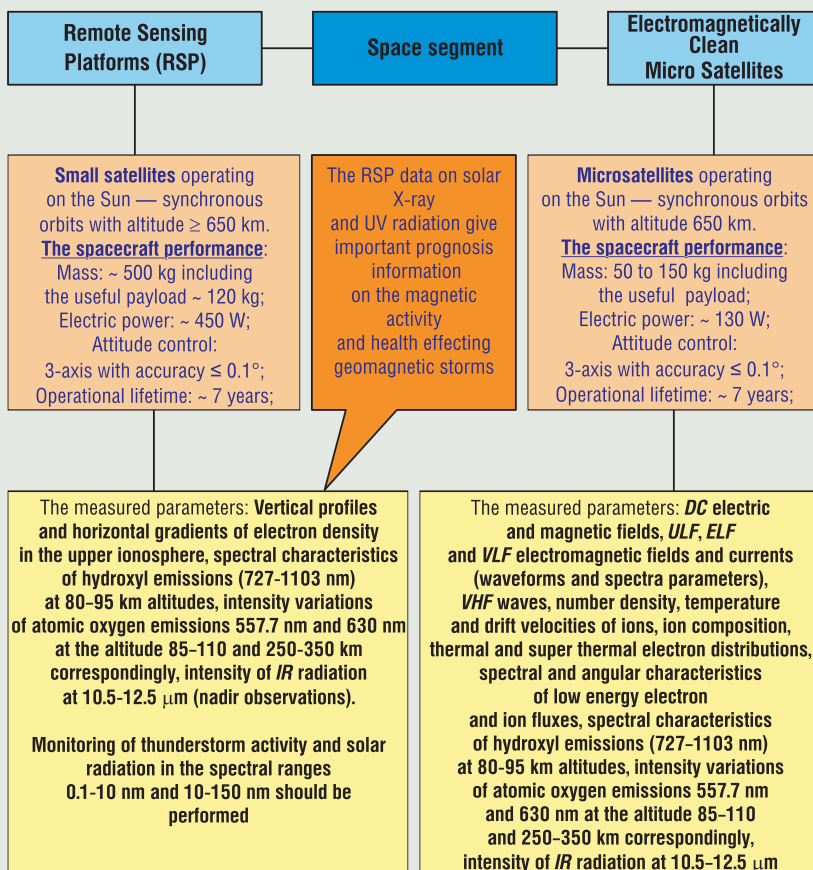 Remote Sensing
Platforms (RSP)
Space segment
Electromagnetically
Clean
Micro Satellites
Small satellites operating
on the Sun — synchronous
orbits with altitude ≥ 650 km.
The spacecraft performance:
Mass: ~ 500 kg including
the useful payload ~ 120 kg;
Electric power: ~ 450 W;
Attitude control:
3-axis with accuracy ≤ 0.1°;
Operational lifetime: ~ 7 years;
The RSP data on solar
X-ray
and UV radiation give
important prognosis
information
on the magnetic
activity
and health effecting
geomagnetic storms
Microsatellites operating
on the Sun — synchronous orbits
with altitude 650 km.
The spacecraft performance:
Mass: 50 to 150 kg including
the useful payload;
Electric power: ~ 130 W;
Attitude control:
3-axis with accuracy ≤ 0.1°;
Operational lifetime: ~ 7 years;
The measured parameters: Vertical profiles
and horizontal gradients of electron density
in the upper ionosphere, spectral characteristics
of hydroxyl emissions (727-1103 nm)
at 80-95 km altitudes, intensity variations
of atomic oxygen emissions 557.7 nm and 630 nm
at the altitude 85-110 and 250-350 km
correspondingly, intensity of IR radiation
at 10.5-12.5 µm (nadir observations).
Monitoring of thunderstorm activity and solar
radiation in the spectral ranges
0.1-10 nm and 10-150 nm should be
performed
The measured parameters: DC electric
and magnetic fields, ULF, ELF
and VLF electromagnetic fields and currents
(waveforms and spectra parameters),
VHF waves, number density, temperature
and drift velocities of ions, ion composition,
thermal and super thermal electron distributions,
spectral and angular characteristics
of low energy electron
and ion fluxes, spectral characteristics
of hydroxyl emissions (727-1103 nm)
at 80-95 km altitudes, intensity variations
of atomic oxygen emissions 557.7 nm
and 630 nm at the altitude 85-110
and 250-350 km correspondingly,
intensity of IR radiation at 10.5-12.5 µm